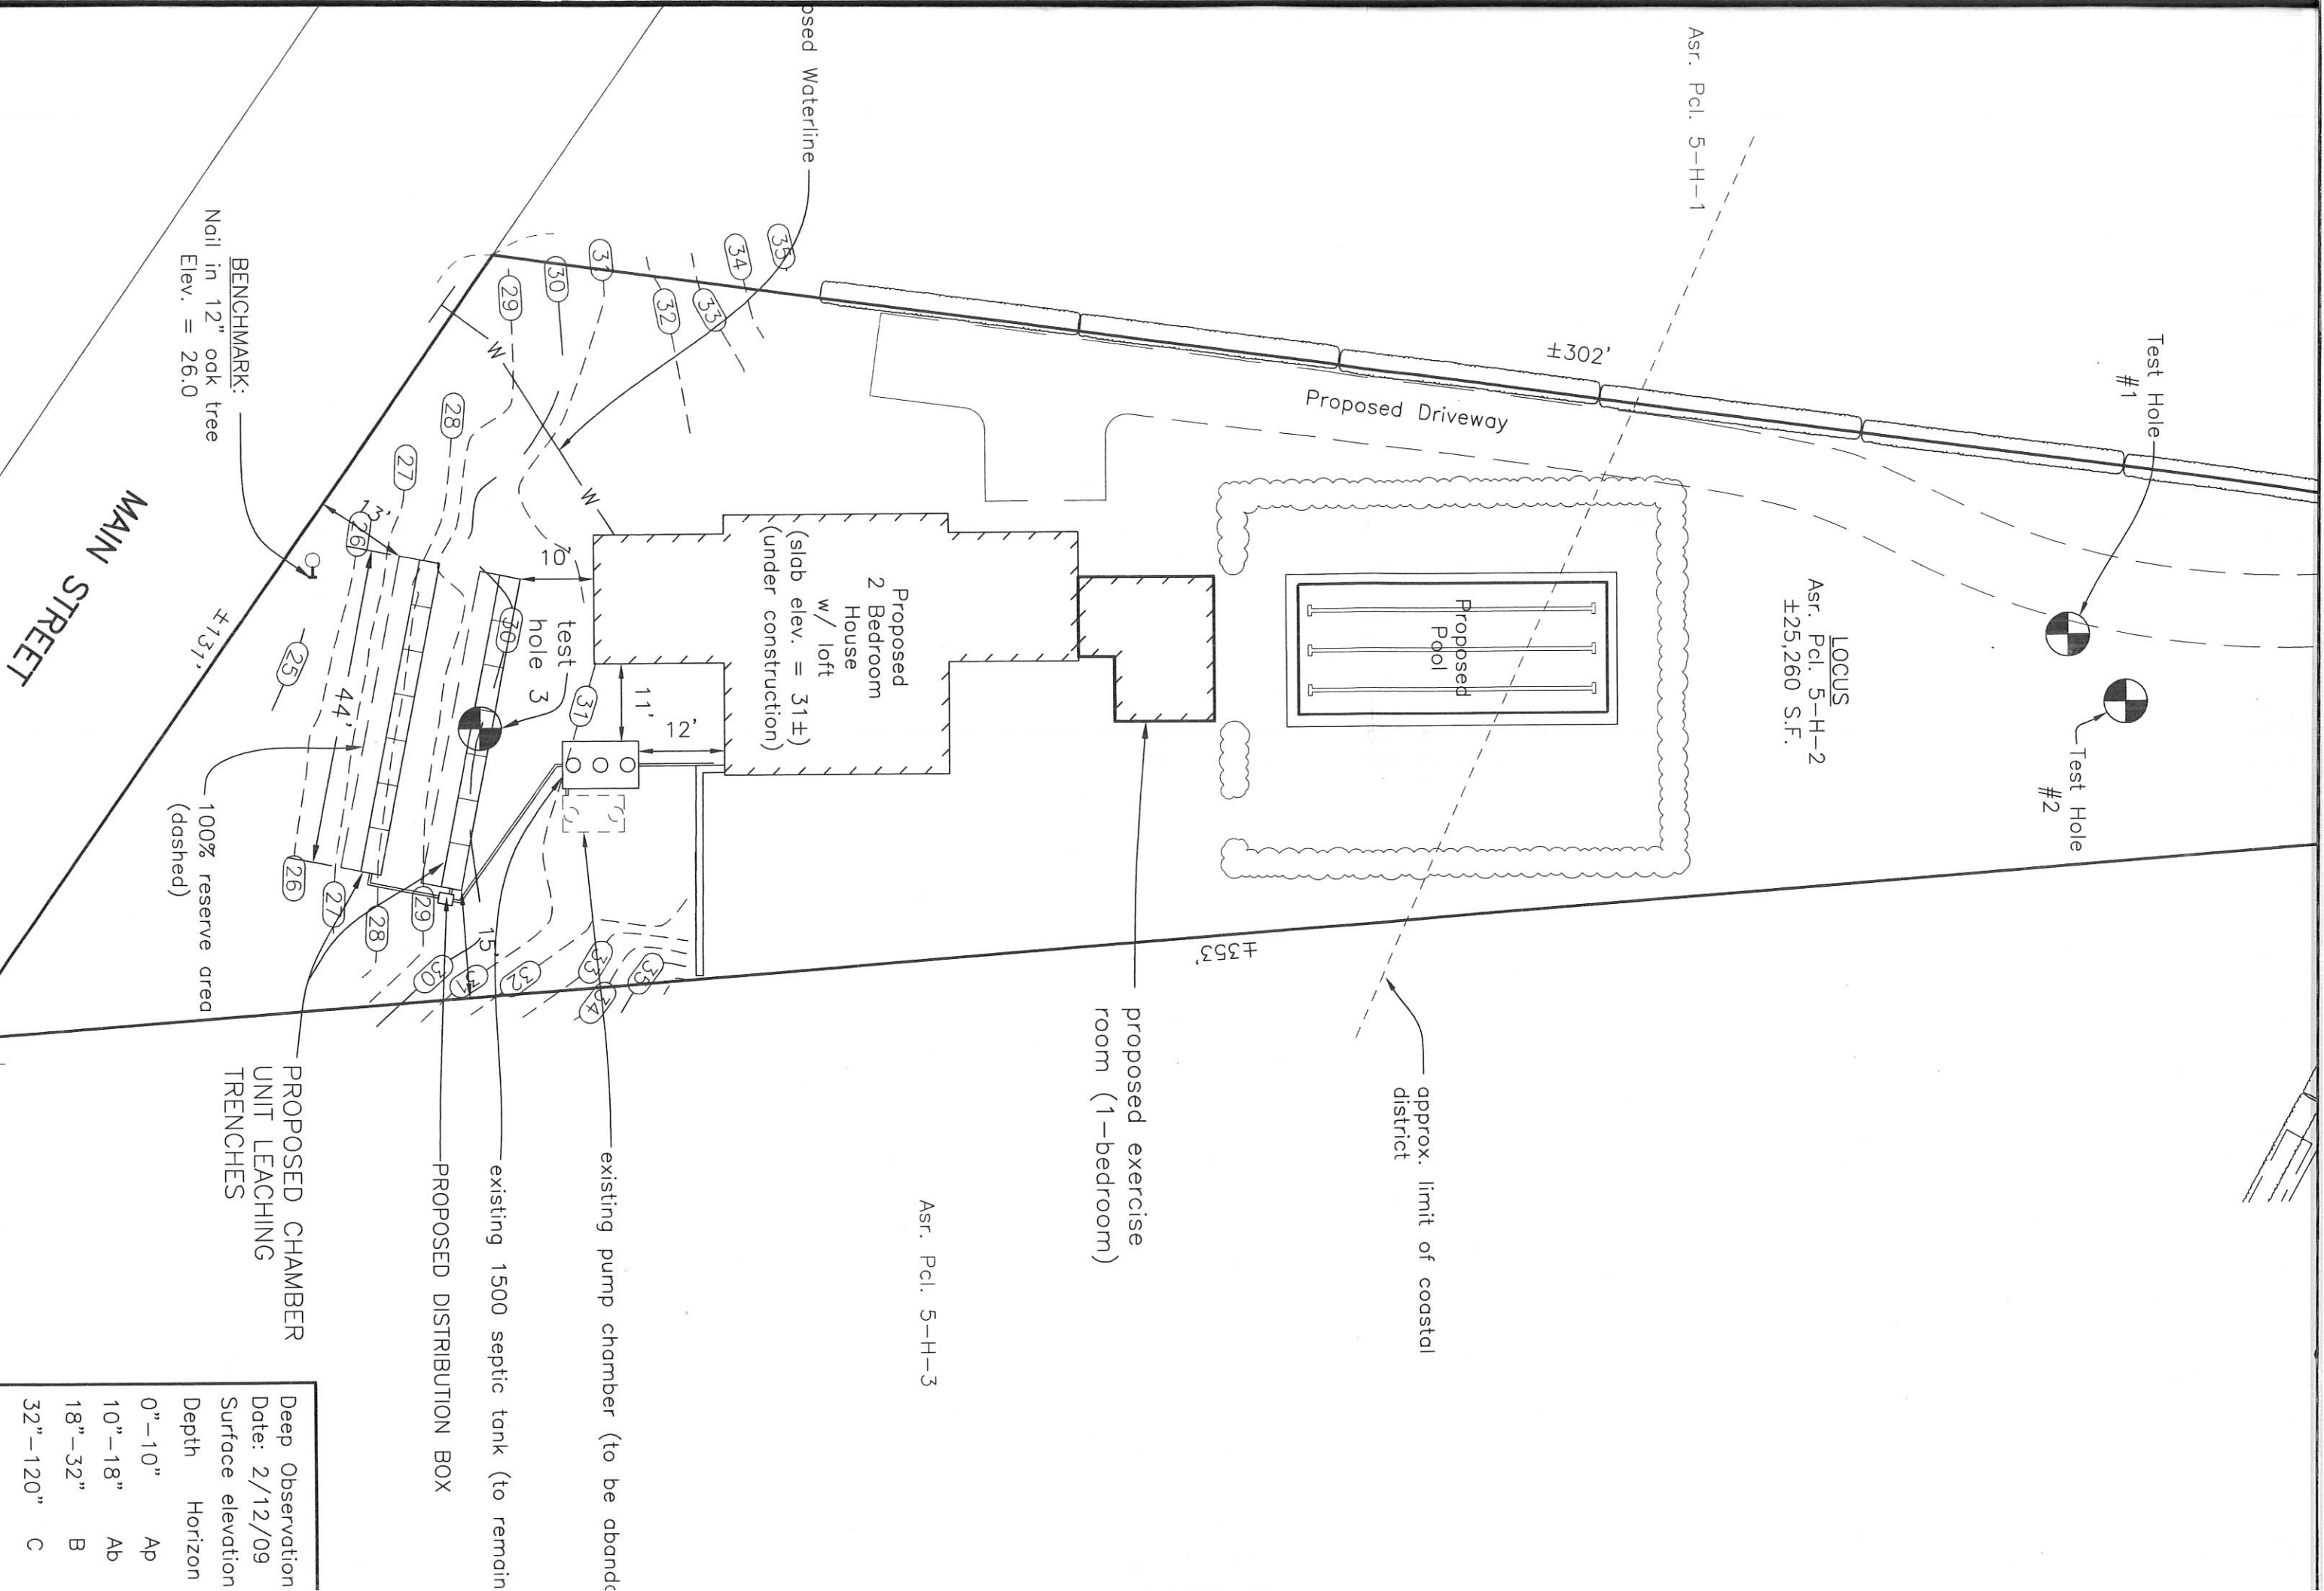 Test Hole
#1
Test Hole
#2
LOCUS
Asr. Pcl. 5-H-2
±25,260 S.F.
Asr. Pcl. 5-H-1
±302'
Proposed Driveway
Proposed
Pool
approx. limit of coastal
district
±353'
proposed exercise
room (1-bedroom)
Asr. Pcl. 5-H-3
Proposed
2 Bedroom
House
w/ loft
(slab elev. = 31±)
(under construction)
osed Waterline
35
34
33
32
31
30
29
28
27
26
25
W
W
10'
11'
12'
13'
44'
15'
test
hole 3
30
31
26
27
28
29
30
31
32
33
34
35
existing pump chamber (to be abando
existing 1500 septic tank (to remain
PROPOSED DISTRIBUTION BOX
PROPOSED CHAMBER
UNIT LEACHING
TRENCHES
100% reserve area
(dashed)
BENCHMARK:
Nail in 12" oak tree
Elev. = 26.0
±131'
MAIN STREET
Deep Observation
Date: 2/12/09
Surface elevation
Depth Horizon
0"-10" Ap
10"-18" Ab
18"-32" B
32"-120" C